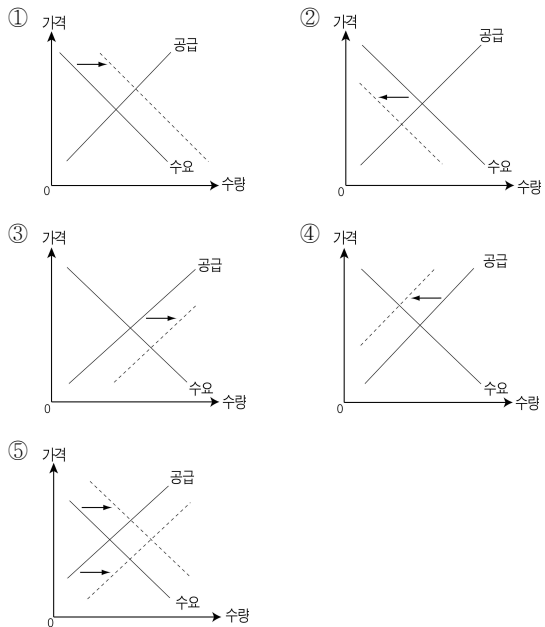 ①
가격
공급
수요
0
수량
②
가격
공급
수요
0
수량
③
가격
공급
수요
0
수량
④
가격
공급
수요
0
수량
⑤
가격
공급
수요
0
수량